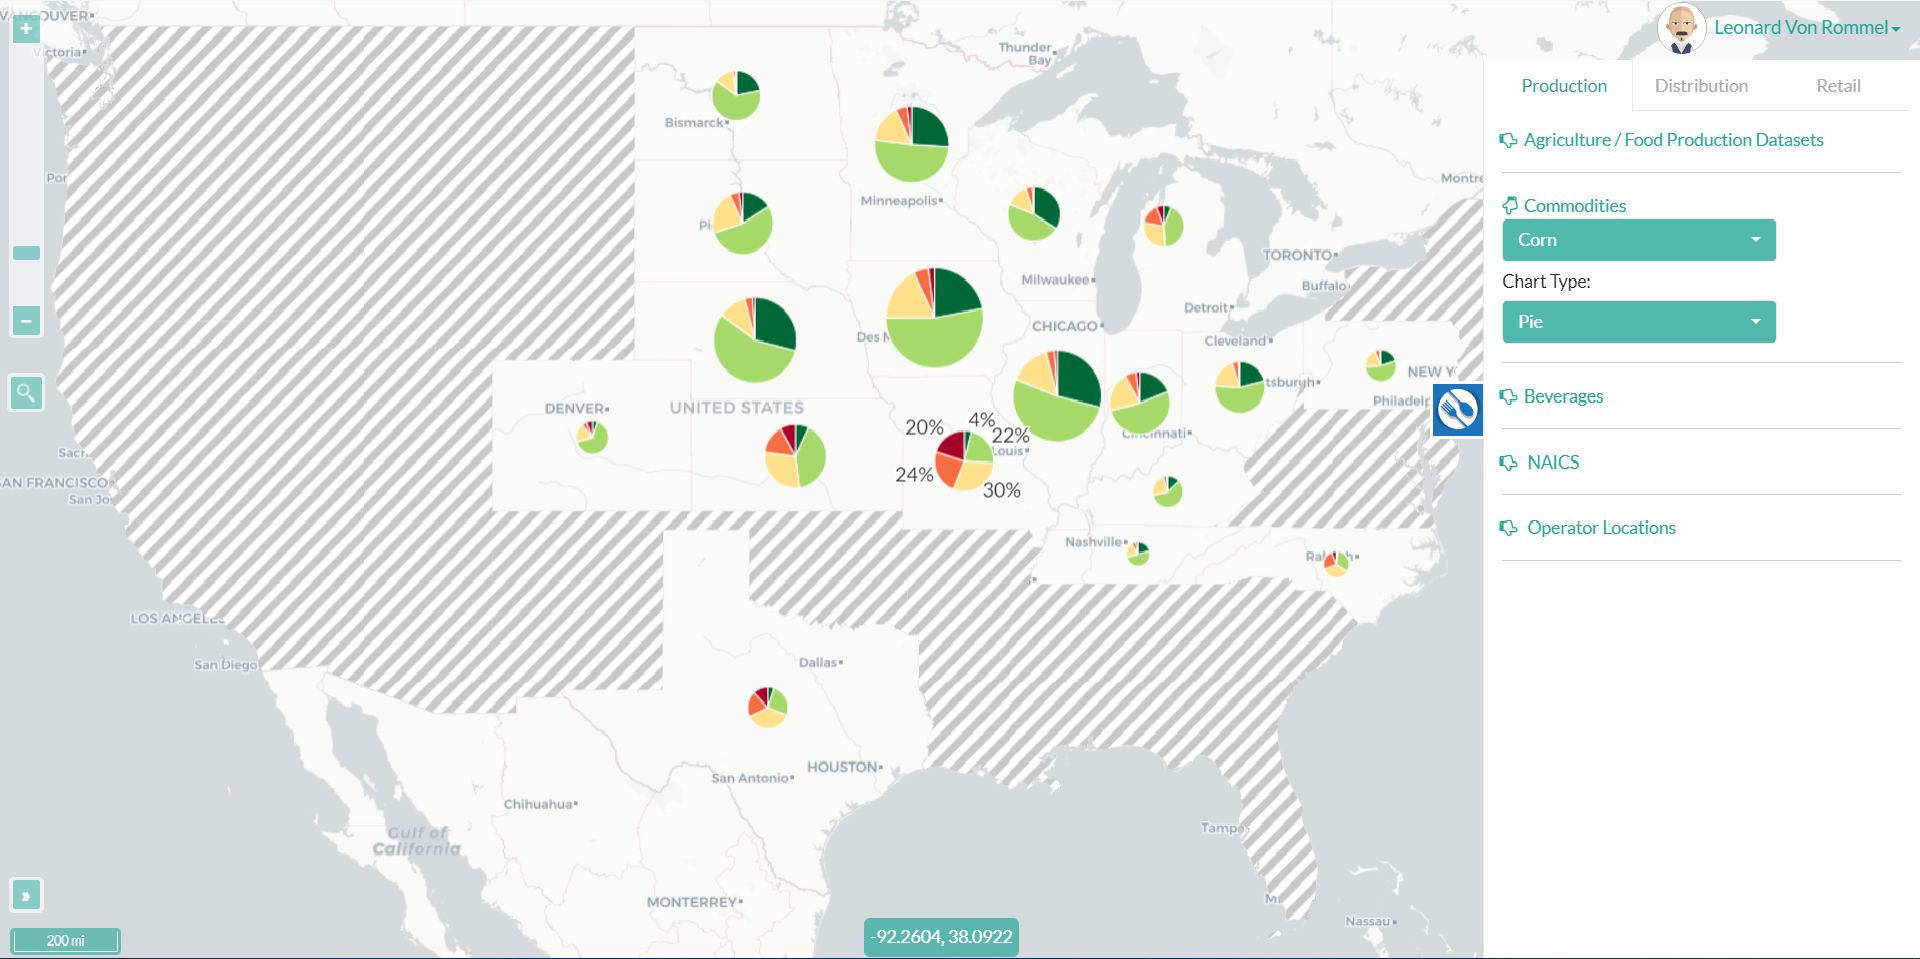 VANCOUVER
+
Victoria
Thunder
Bay
Leonard Von Rommel
Production
Distribution
Retail
Bismarck
Agriculture / Food Production Datasets
Por
Montre
Minneapolis
Commodities
Corn
Pi
TORONTO
Milwaukee
Chart Type:
Buffalo
Detroit
Pie
CHICAGO
Des M
Cleveland
−
NEW Y
tsburgh
DENVER
UNITED STATES
Beverages
Philadelp
20%
4%
22%
Cincinnati
Louis
Sacr
NAICS
24%
30%
SAN FRANCISCO
San Jo
Operator Locations
Nashville
Raleigh
LOS ANGELES
San Diego
Dallas
HOUSTON
San Antonio
Chihuahua
Gulf of
California
Tampa
»
MONTERREY
Mi
Nassau
200 mi
-92.2604, 38.0922